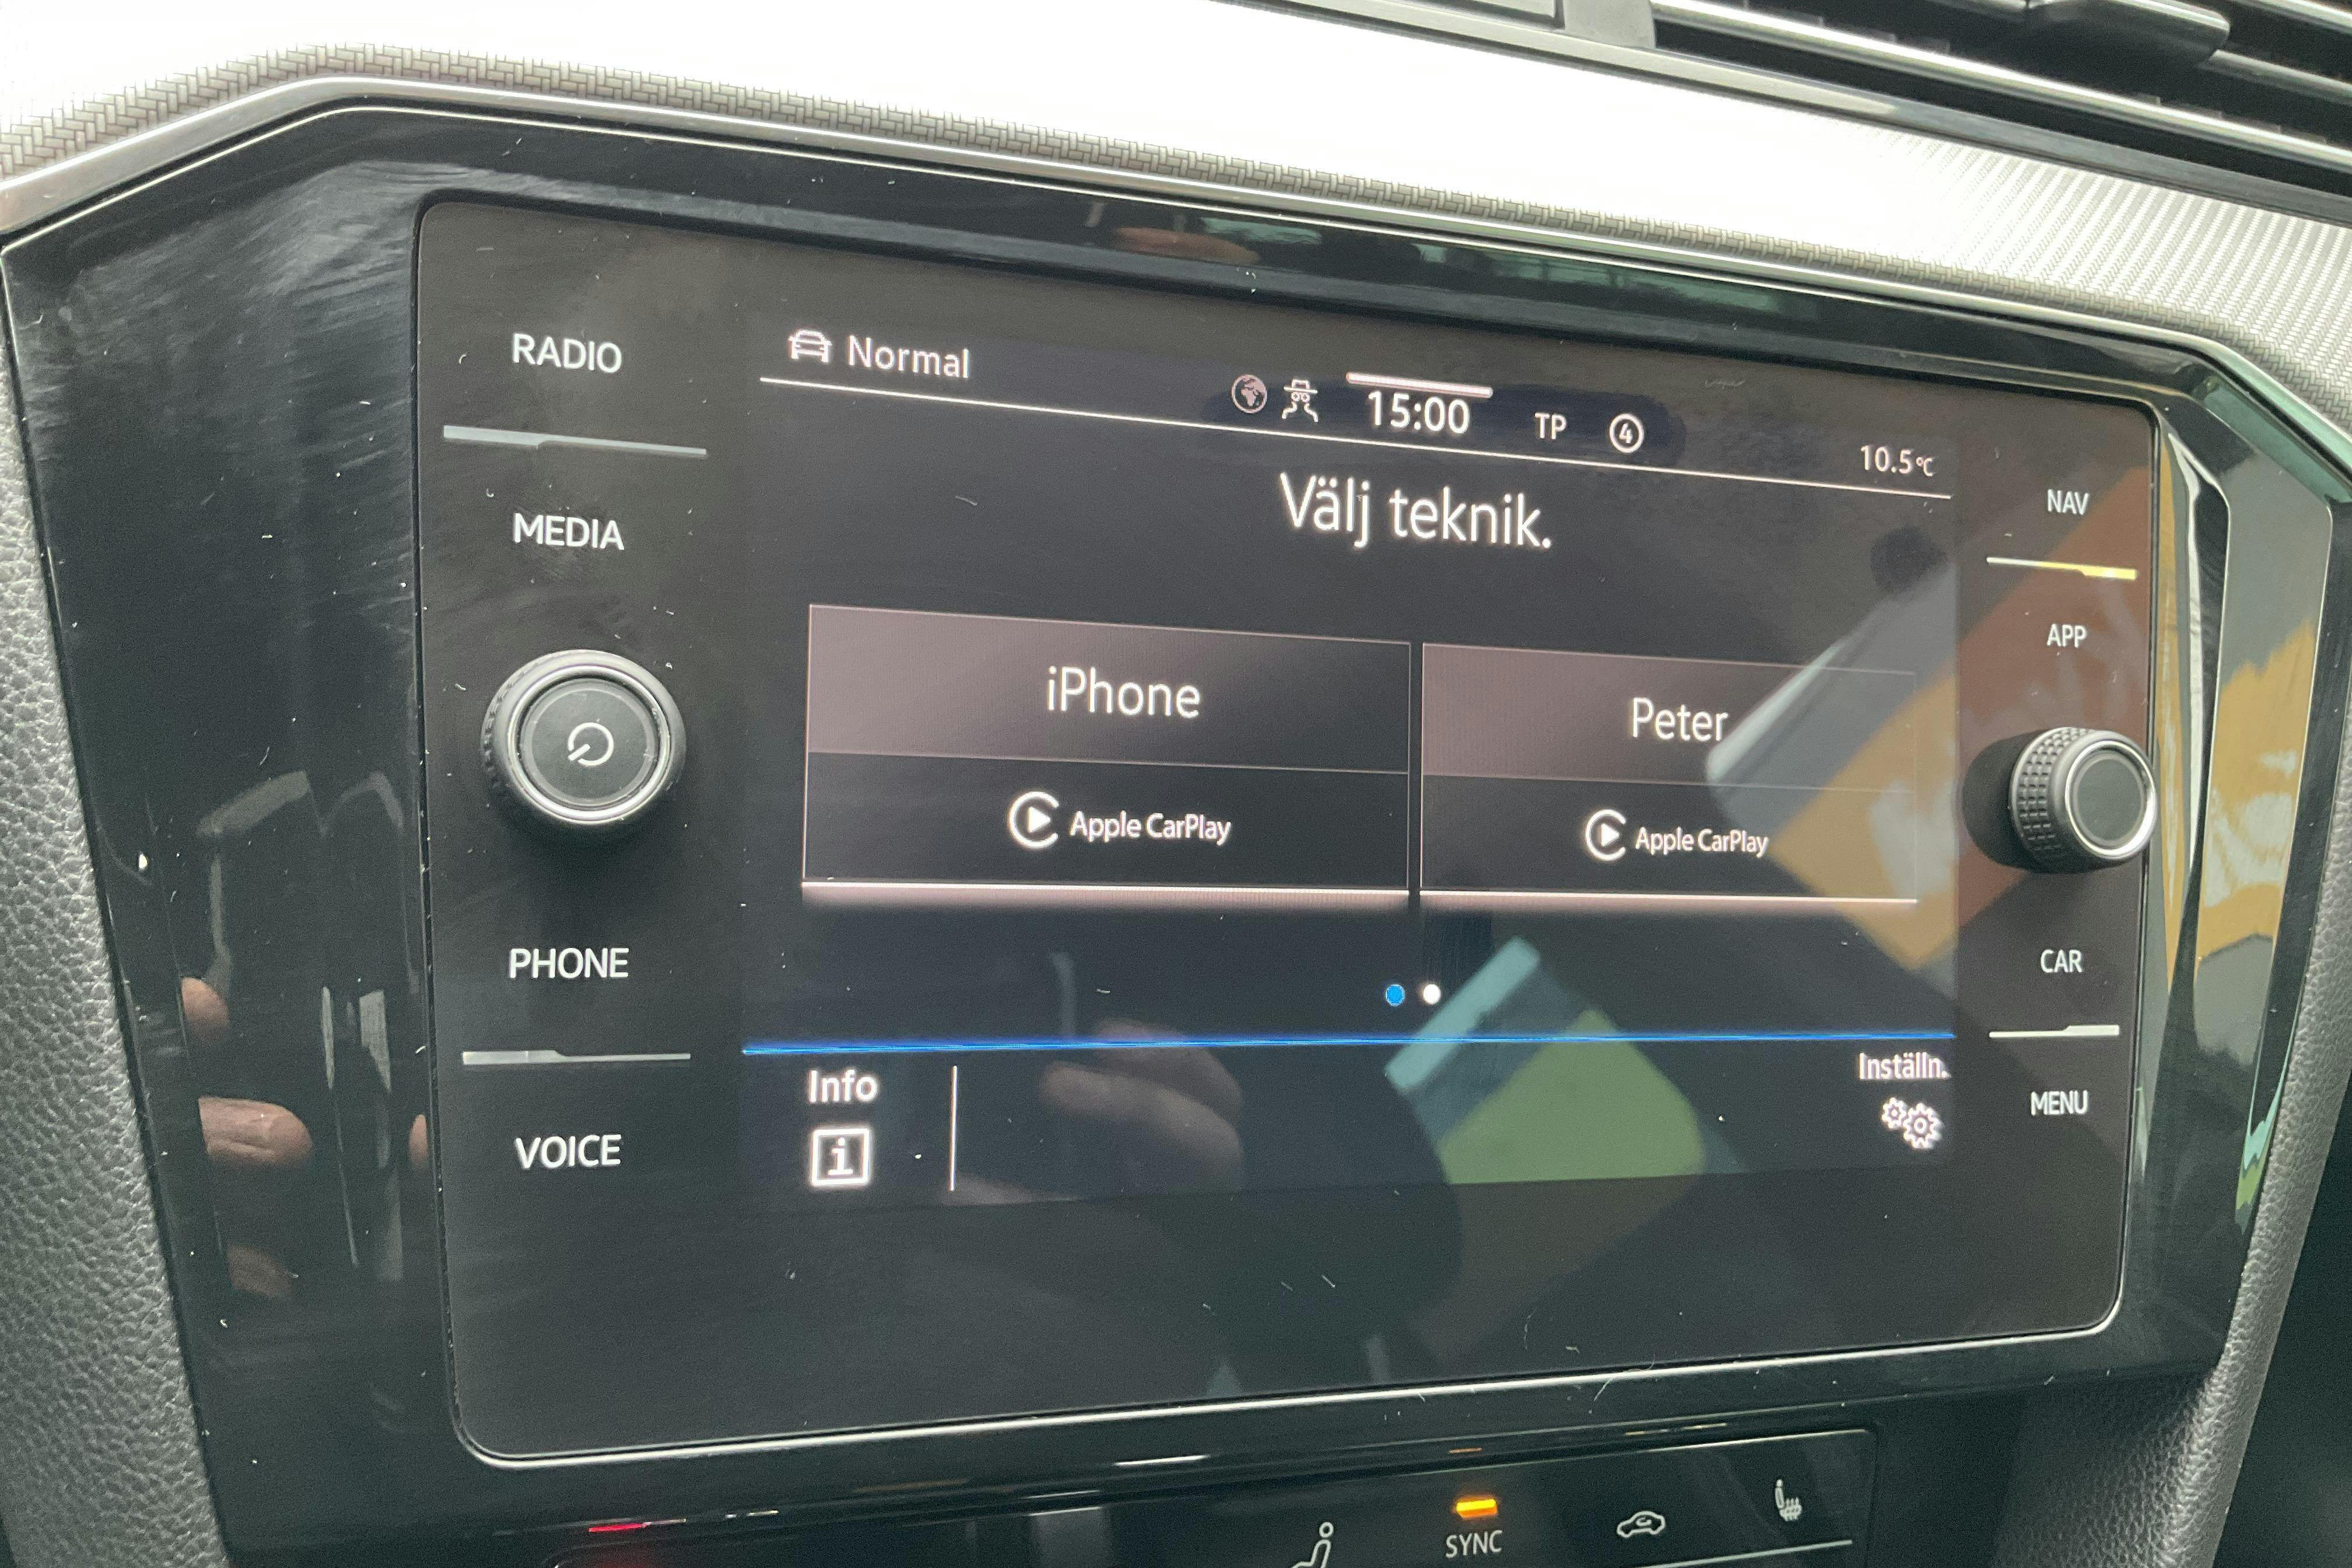 RADIO
MEDIA
PHONE
VOICE
Normal
15:00
TP
4
10.5°C
Välj teknik.
iPhone
Peter
Apple CarPlay
Apple CarPlay
Info
i
Inställn.
NAV
APP
CAR
MENU
SYNC